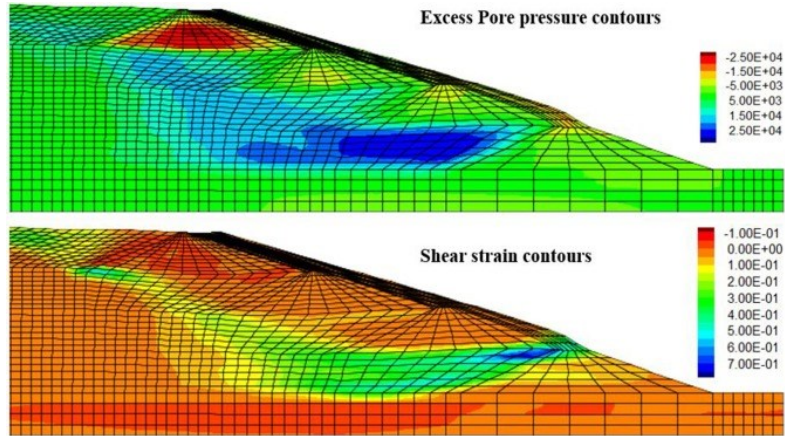 Excess Pore pressure contours
-2.50E+04
-1.50E+04
-5.00E+03
5.00E+03
1.50E+04
2.50E+04
Shear strain contours
-1.00E-01
0.00E+00
1.00E-01
2.00E-01
3.00E-01
4.00E-01
5.00E-01
6.00E-01
7.00E-01